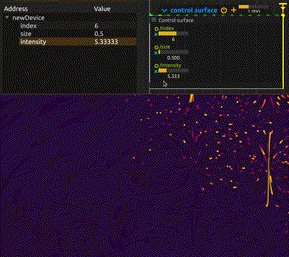 Address Value
newDevice
index 6
size 0.5
intensity 5.33333
control surface
Control surface
/index
6
/size
0.500
/intensity
5.333